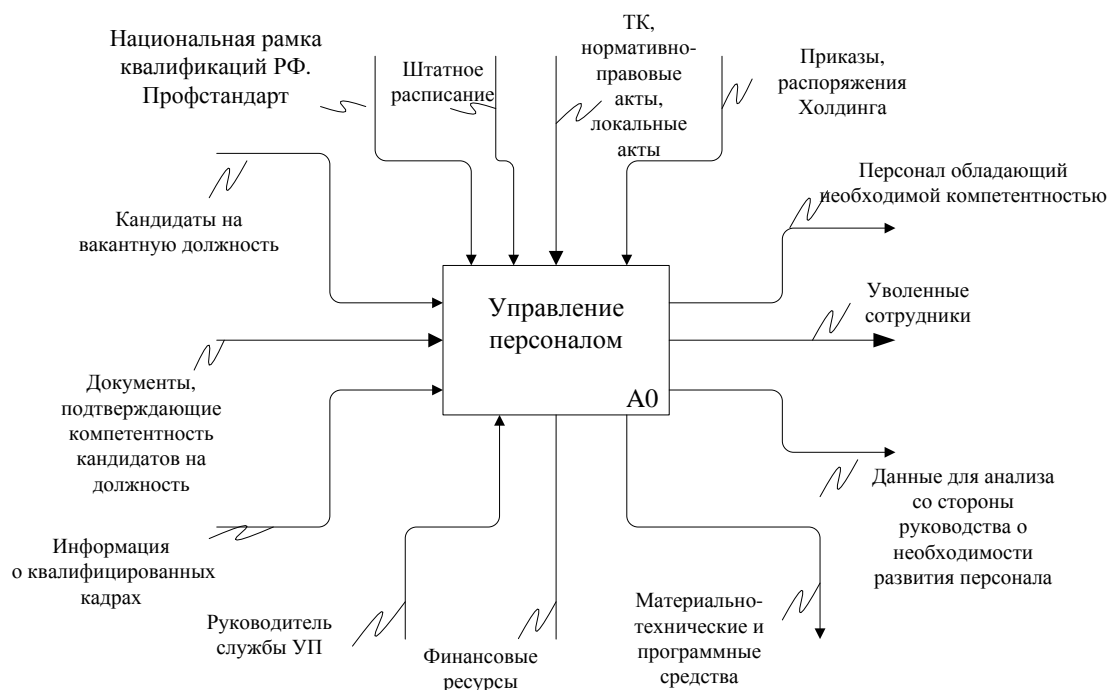 Национальная рамка
квалификаций РФ.
Профстандарт
Штатное
расписание
ТК,
нормативно-
правовые
акты,
локальные
акты
Приказы,
распоряжения
Холдинга
Кандидаты на
вакантную должность
Персонал обладающий
необходимой компетентностью
Управление
персоналом
A0
Уволенные
сотрудники
Документы,
подтверждающие
компетентность
кандидатов на
должность
Данные для анализа
со стороны
руководства о
необходимости
развития персонала
Информация
о квалифицированных
кадрах
Руководитель
службы УП
Финансовые
ресурсы
Материально-
технические и
программные
средства